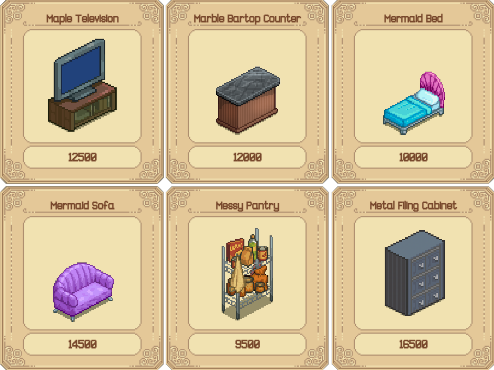 Maple Television
Marble Bartop Counter
Mermaid Bed
12500
12000
10000
Mermaid Sofa
Messy Pantry
Metal Filing Cabinet
14500
9500
16500